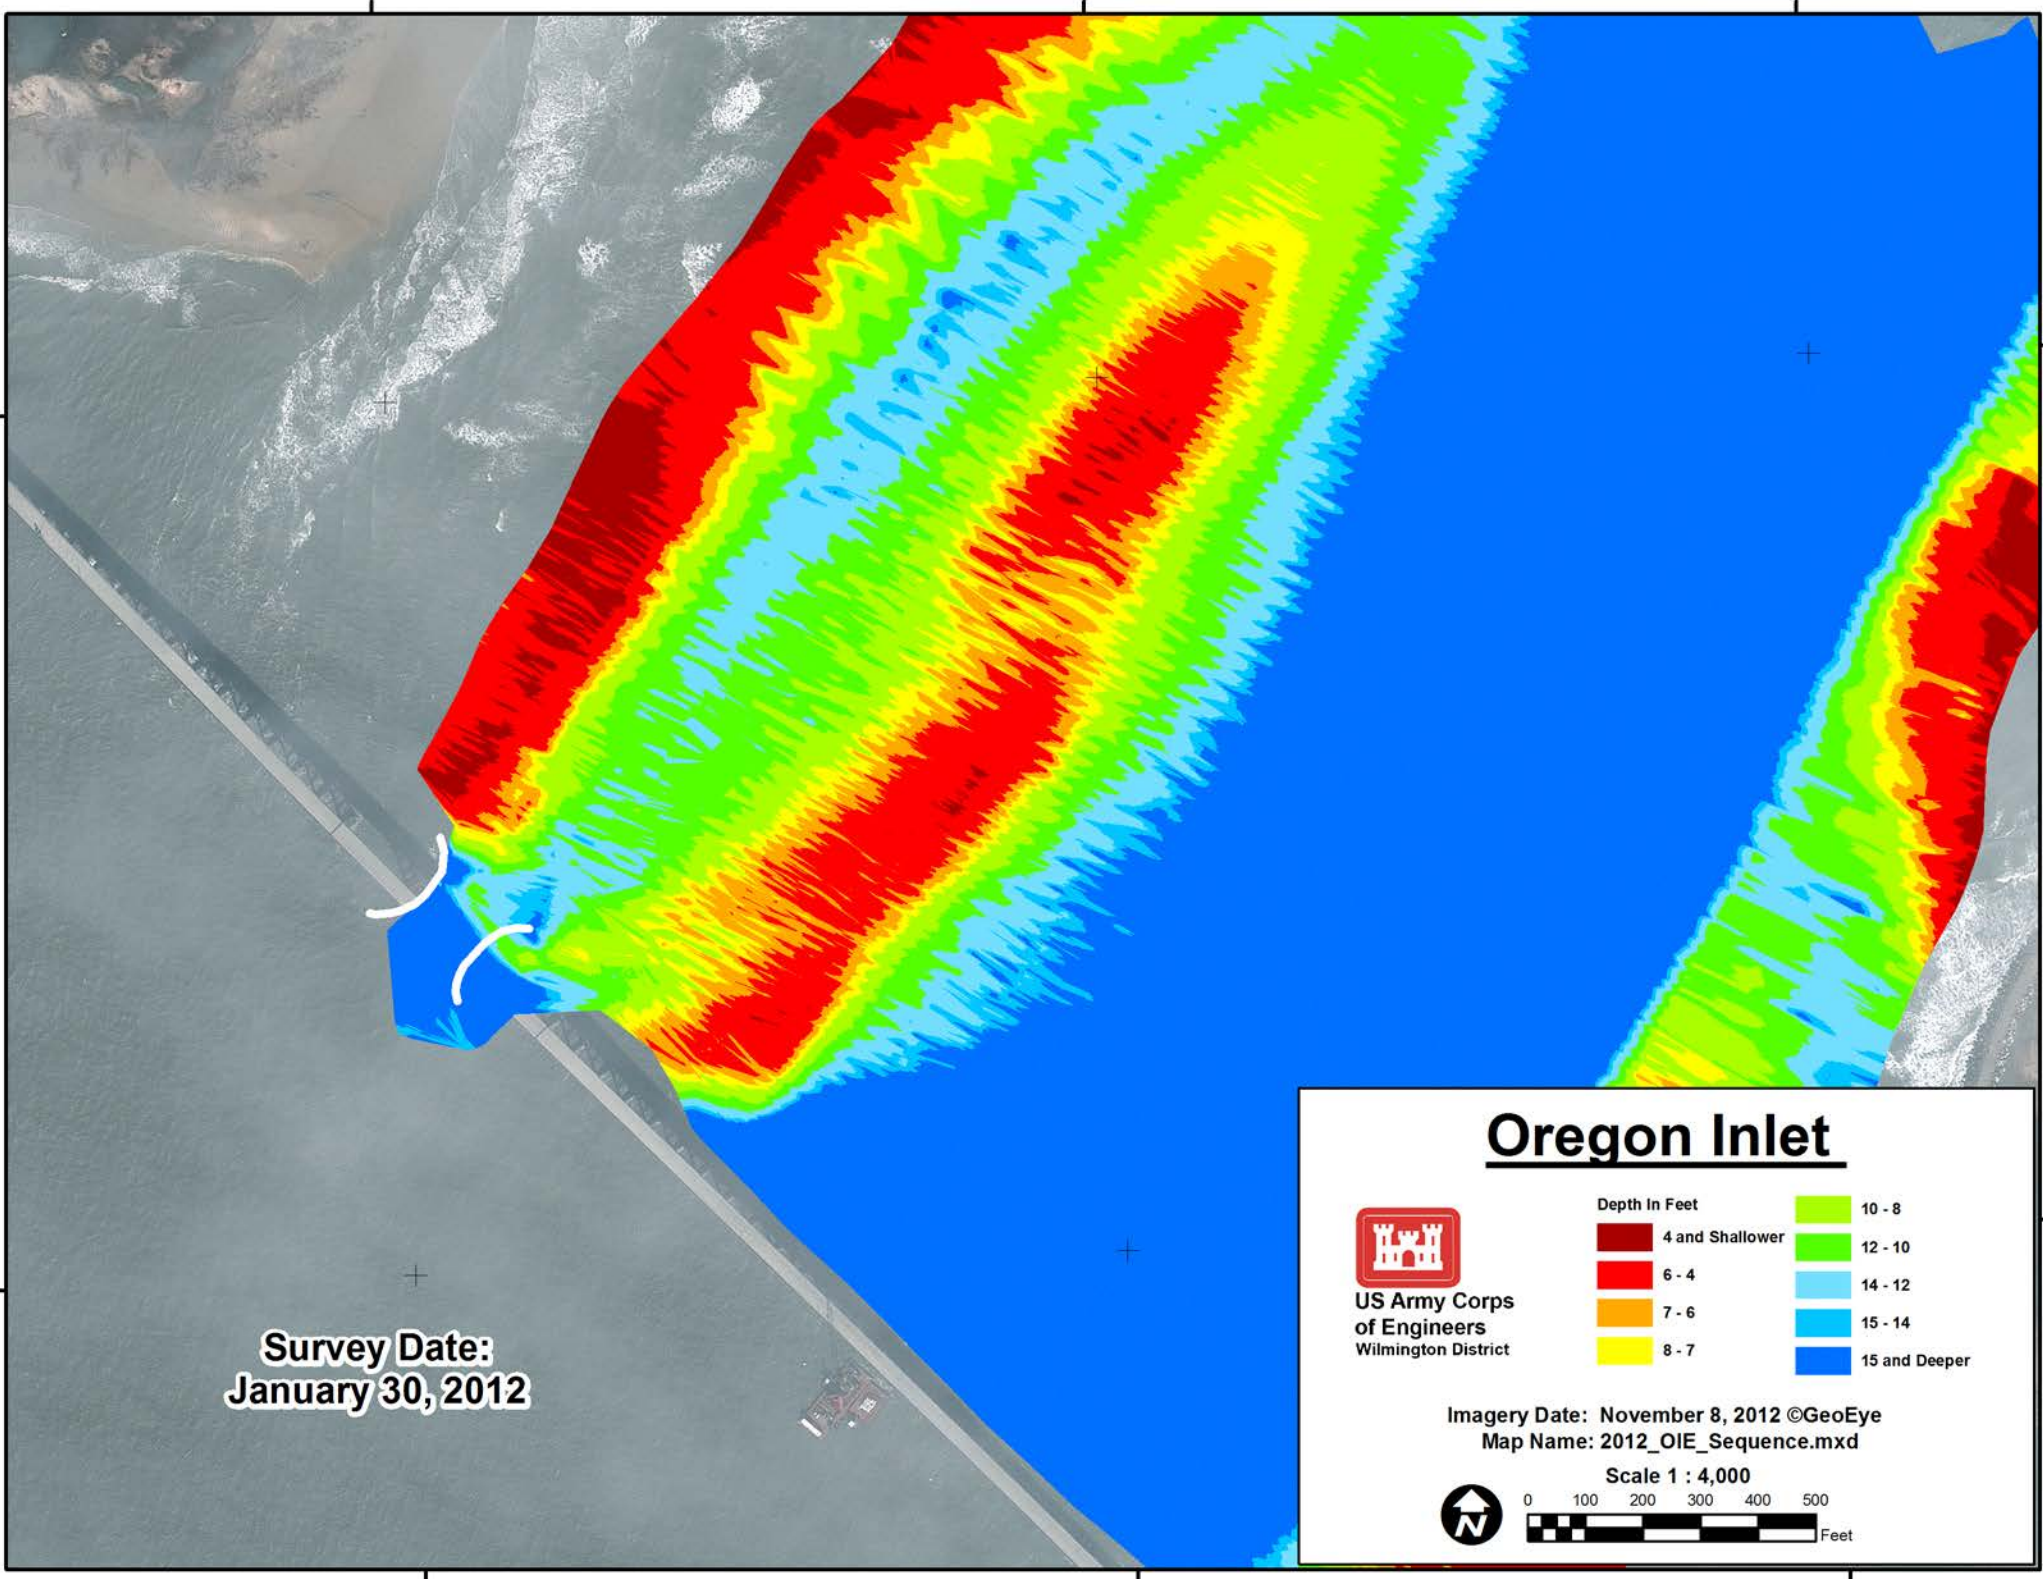 Survey Date:
January 30, 2012
Oregon Inlet
US Army Corps
of Engineers
Wilmington District
Depth In Feet
4 and Shallower
6 - 4
7 - 6
8 - 7
10 - 8
12 - 10
14 - 12
15 - 14
15 and Deeper
Imagery Date: November 8, 2012 ©GeoEye
Map Name: 2012_OIE_Sequence.mxd
Scale 1 : 4,000
N
0 100 200 300 400 500
Feet